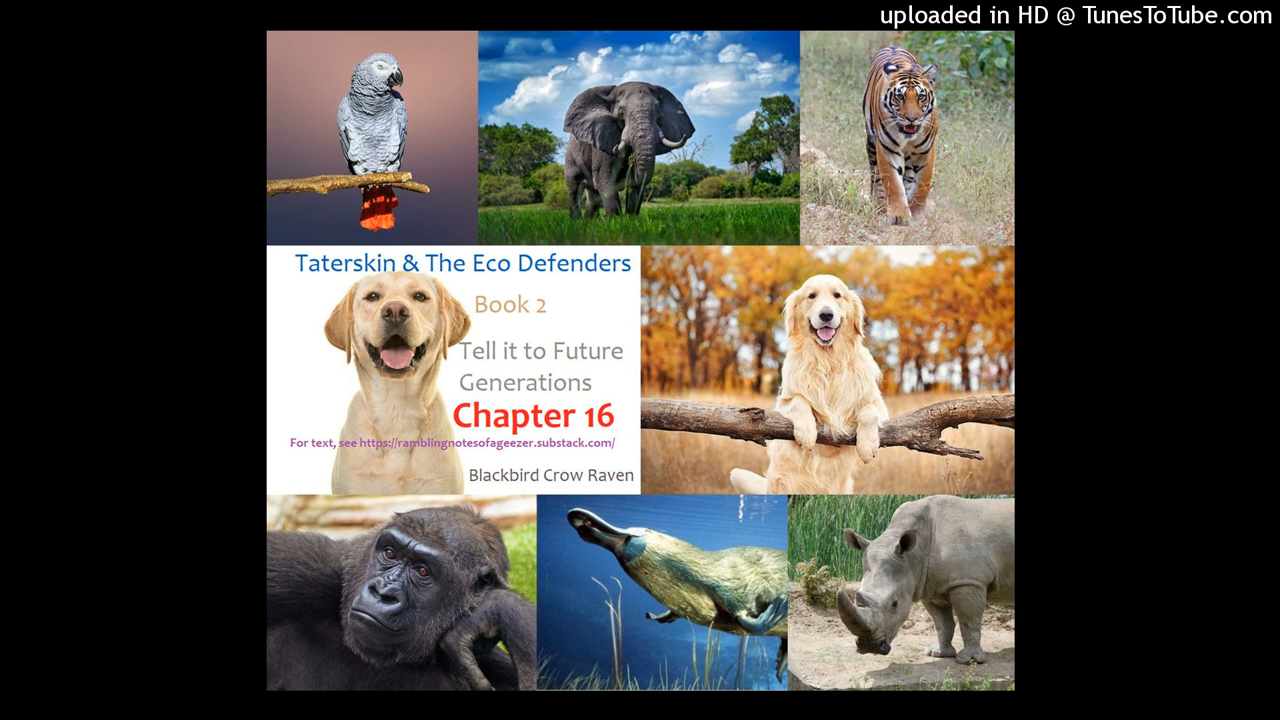 uploaded in HD @ TunesToTube.com
Taterskin & The Eco Defenders
Book 2
Tell it to Future
Generations
Chapter 16
For text, see https://ramblingnotesofageezer.substack.com/
Blackbird Crow Raven